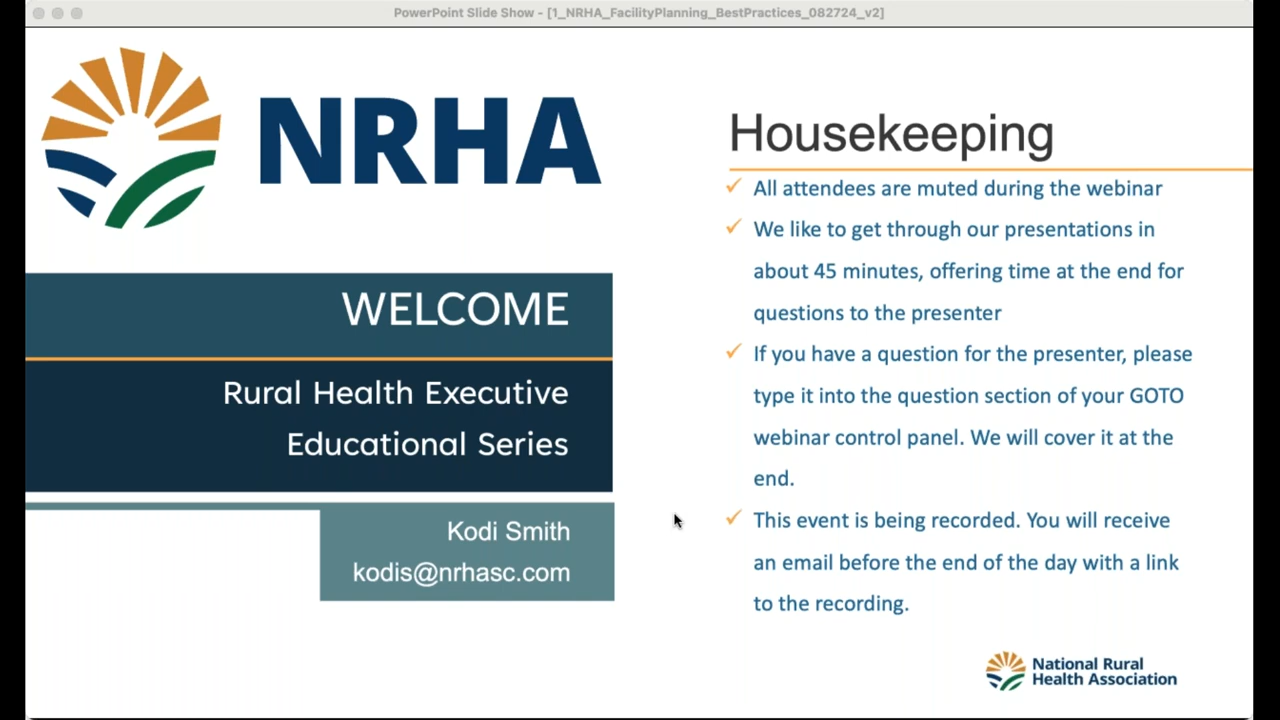 PowerPoint Slide Show - [1_NRHA_FacilityPlanning_BestPractices_082724_v2]
NRHA
WELCOME
Rural Health Executive
Educational Series
Kodi Smith
kodis@nrhasc.com
Housekeeping
✓ All attendees are muted during the webinar
✓ We like to get through our presentations in
about 45 minutes, offering time at the end for
questions to the presenter
✓ If you have a question for the presenter, please
type it into the question section of your GOTO
webinar control panel. We will cover it at the
end.
✓ This event is being recorded. You will receive
an email before the end of the day with a link
to the recording.
National Rural
Health Association